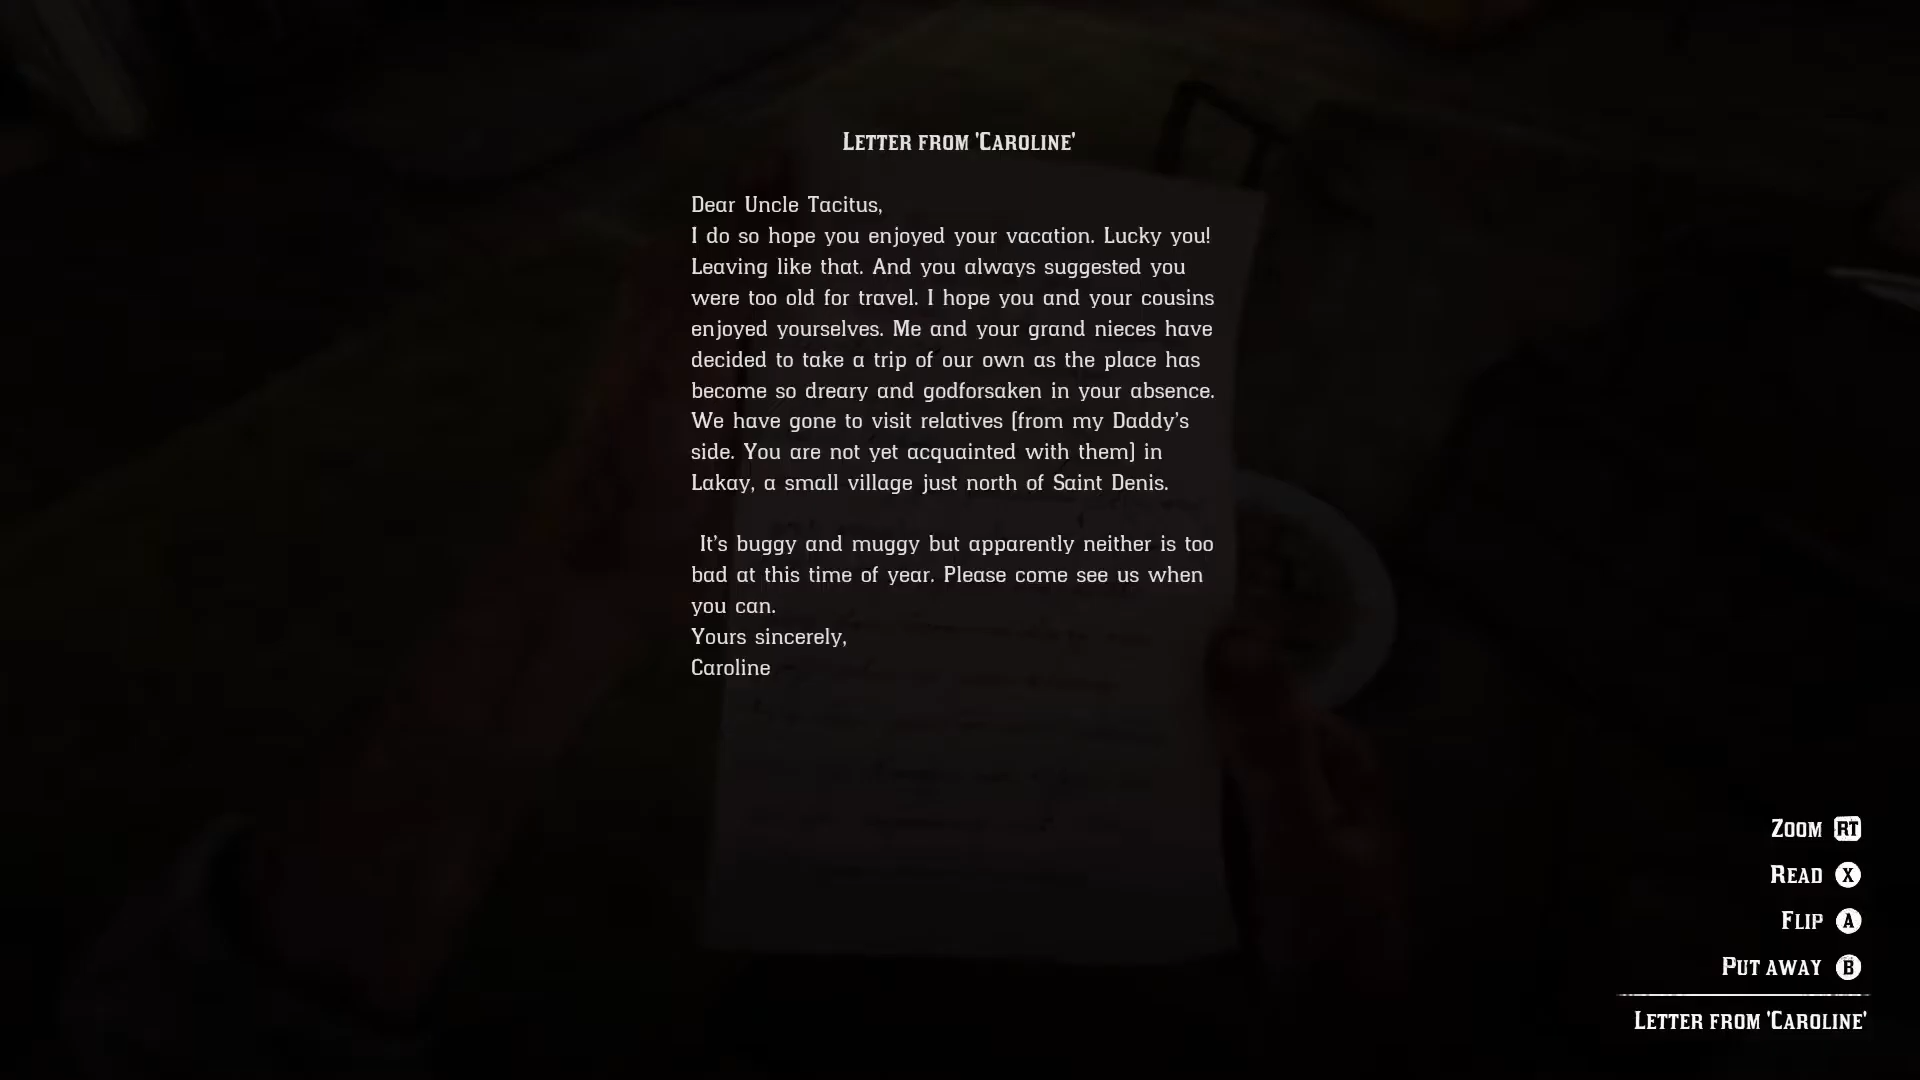 Letter from 'Caroline'
Dear Uncle Tacitus,
I do so hope you enjoyed your vacation. Lucky you!
Leaving like that. And you always suggested you
were too old for travel. I hope you and your cousins
enjoyed yourselves. Me and your grand nieces have
decided to take a trip of our own as the place has
become so dreary and godforsaken in your absence.
We have gone to visit relatives (from my Daddy's
side. You are not yet acquainted with them) in
Lakay, a small village just north of Saint Denis.
It's buggy and muggy but apparently neither is too
bad at this time of year. Please come see us when
you can.
Yours sincerely,
Caroline
Zoom RT
Read X
Flip A
Put away B
Letter from 'Caroline'